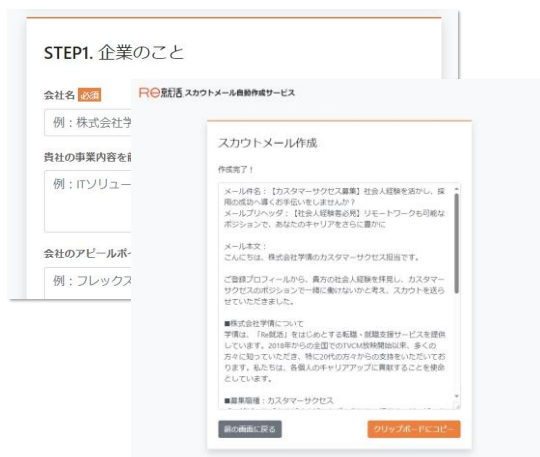 STEP1. 企業のこと
会社名 必須
例：株式会社学
貴社の事業内容を
例：ITソリュー
会社のアピールポ
例：フレックス
Re就活 スカウトメール自動作成サービス
スカウトメール作成
作成完了！
メール件名：【カスタマーサクセス募集】社会人経験を活かし、採
用の成功へ導くお手伝いをしませんか？
メールプリヘッダ：【社会人経験者必見】リモートワークも可能な
ポジションで、あなたのキャリアをさらに豊かに
メール本文：
こんにちは、株式会社学情のカスタマーサクセス担当です。
ご登録プロフィールから、貴方の社会人経験を拝見し、カスタマー
サクセスのポジションで一緒に働けないかと考え、スカウトを送ら
せていただきました。
■株式会社学情について
学情は、「Re就活」をはじめとする転職・就職支援サービスを提供
しています。2018年からの全国でのTVCM放映開始以来、多くの
方々に知っていただき、特に20代の方々からの支持をいただいてお
ります。私たちは、各個人のキャリアアップに貢献することを使命
としています。
■募集職種：カスタマーサクセス
前の画面に戻る
クリップボードにコピー